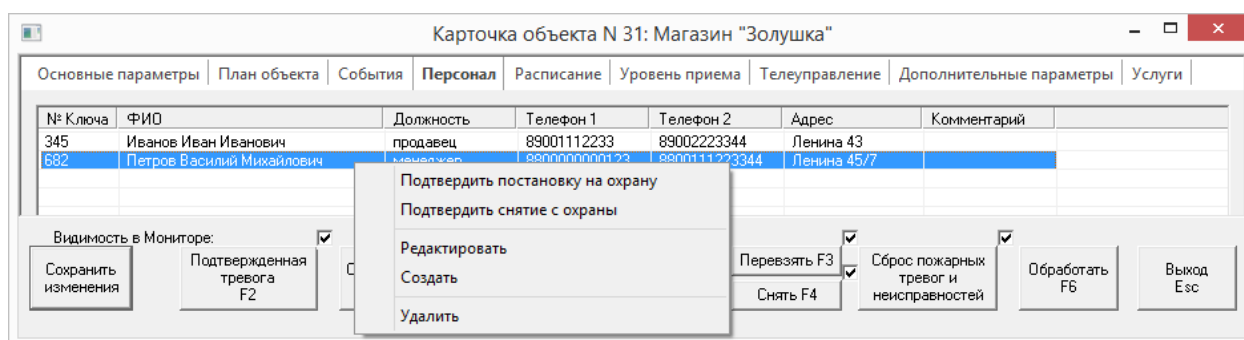 Карточка объекта N 31: Магазин "Золушка"
Основные параметры План объекта События Персонал Расписание Уровень приема Телеуправление Дополнительные параметры Услуги
№ Ключа ФИО Должность Телефон 1 Телефон 2 Адрес Комментарий
345 Иванов Иван Иванович продавец 89001112233 89002223344 Ленина 43
682 Петров Василий Михайлович менеджер 8800000000123 8900111223344 Ленина 45/7
Подтвердить постановку на охрану
Подтвердить снятие с охраны
Редактировать
Создать
Удалить
Видимость в Мониторе:
Сохранить
изменения
Подтвержденная
тревога
F2
Перевзять F3
Снять F4
Сброс пожарных
тревог и
неисправностей
Обработать
F6
Выход
Esc